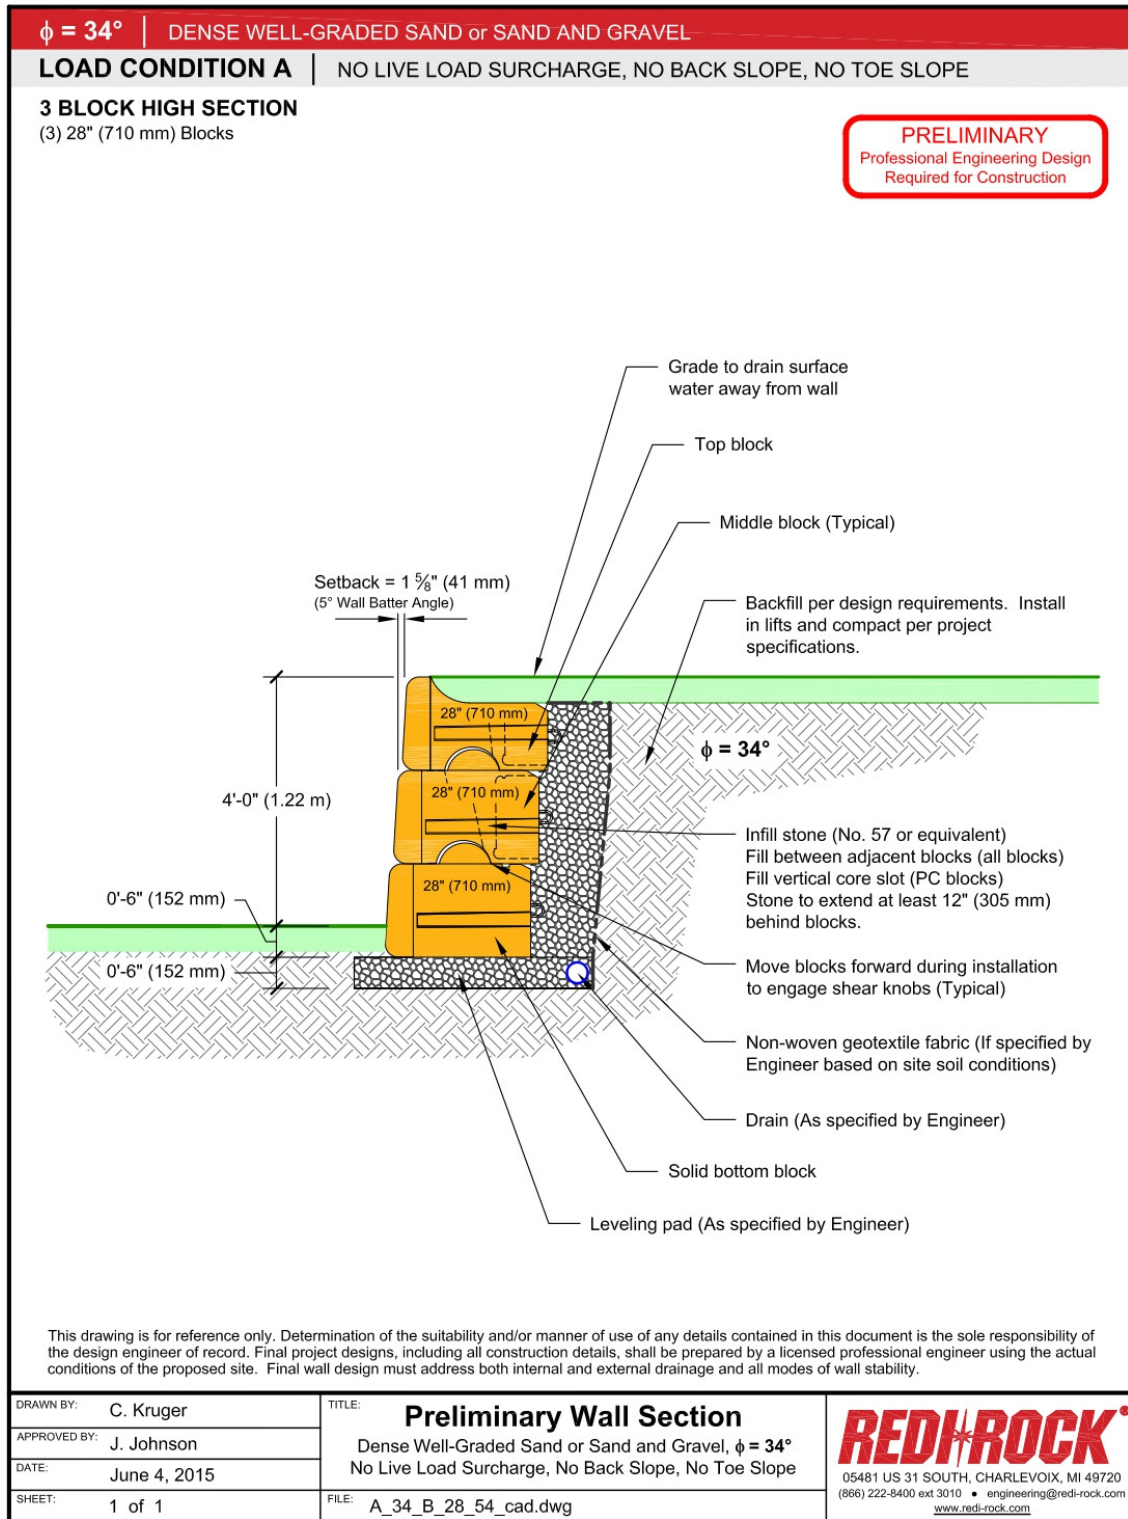 ϕ = 34° DENSE WELL-GRADED SAND or SAND AND GRAVEL
LOAD CONDITION A NO LIVE LOAD SURCHARGE, NO BACK SLOPE, NO TOE SLOPE
3 BLOCK HIGH SECTION
(3) 28" (710 mm) Blocks
PRELIMINARY
Professional Engineering Design
Required for Construction
Grade to drain surface
water away from wall
Top block
Middle block (Typical)
Setback = 1 ⅝" (41 mm)
(5° Wall Batter Angle)
Backfill per design requirements. Install
in lifts and compact per project
specifications.
28" (710 mm)
ϕ = 34°
28" (710 mm)
4'-0" (1.22 m)
Infill stone (No. 57 or equivalent)
Fill between adjacent blocks (all blocks)
Fill vertical core slot (PC blocks)
Stone to extend at least 12" (305 mm)
behind blocks.
28" (710 mm)
0'-6" (152 mm)
0'-6" (152 mm)
Move blocks forward during installation
to engage shear knobs (Typical)
Non-woven geotextile fabric (If specified by
Engineer based on site soil conditions)
Drain (As specified by Engineer)
Solid bottom block
Leveling pad (As specified by Engineer)
This drawing is for reference only. Determination of the suitability and/or manner of use of any details contained in this document is the sole responsibility of
the design engineer of record. Final project designs, including all construction details, shall be prepared by a licensed professional engineer using the actual
conditions of the proposed site. Final wall design must address both internal and external drainage and all modes of wall stability.
DRAWN BY: C. Kruger
APPROVED BY: J. Johnson
DATE: June 4, 2015
SHEET: 1 of 1
TITLE: Preliminary Wall Section
Dense Well-Graded Sand or Sand and Gravel, ϕ = 34°
No Live Load Surcharge, No Back Slope, No Toe Slope
FILE: A_34_B_28_54_cad.dwg
REDI ROCK®
05481 US 31 SOUTH, CHARLEVOIX, MI 49720
(866) 222-8400 ext 3010 • engineering@redi-rock.com
www.redi-rock.com